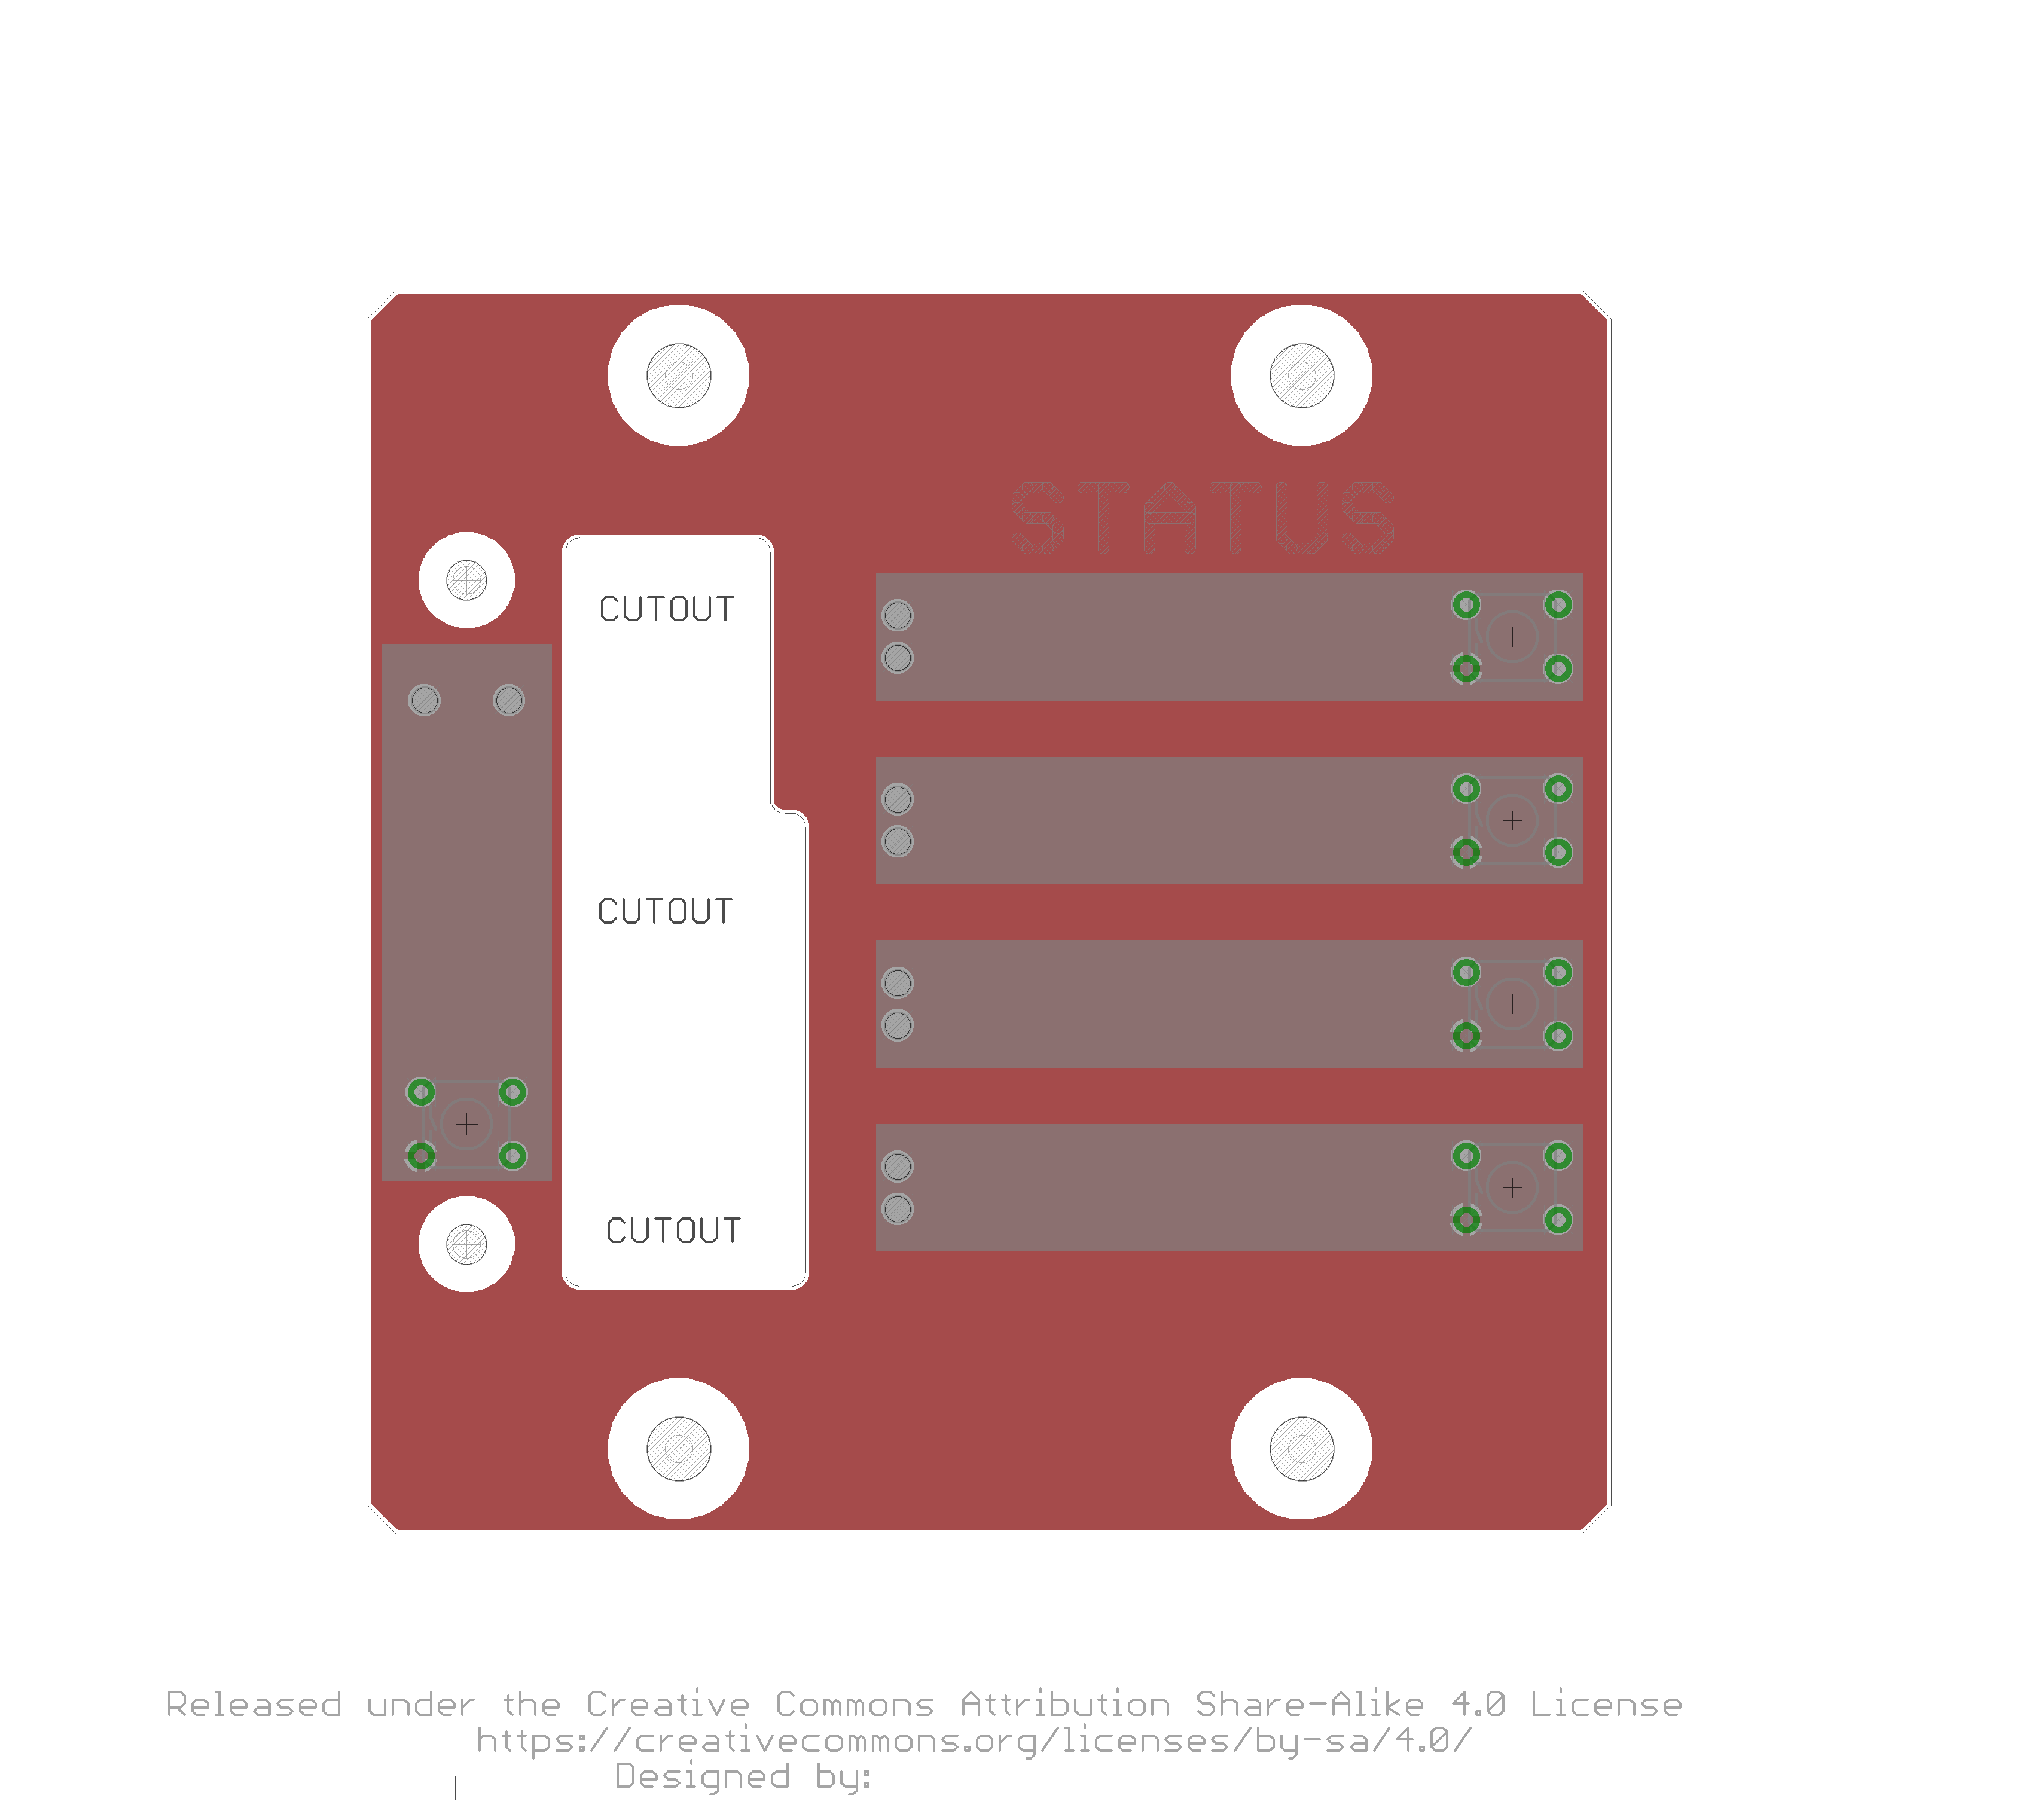 STATUS
CUTOUT
CUTOUT
CUTOUT
Released under the Creative Commons Attribution Share-Alike 4.0 License
https://creativecommons.org/licenses/by-sa/4.0/
Designed by: